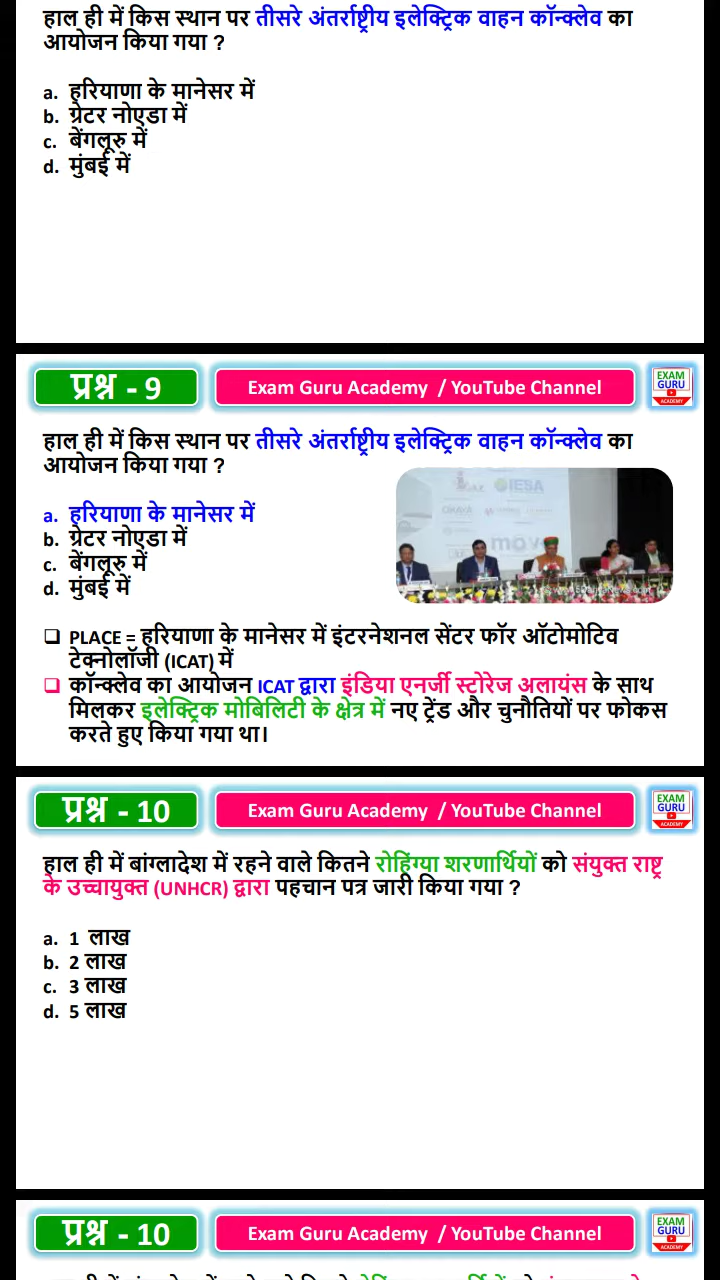 हाल ही में किस स्थान पर तीसरे अंतर्राष्ट्रीय इलेक्ट्रिक वाहन कॉन्क्लेव का
आयोजन किया गया ?
a. हरियाणा के मानेसर में
b. ग्रेटर नोएडा में
c. बेंगलूरु में
d. मुंबई में
प्रश्न - 9
Exam Guru Academy / YouTube Channel
EXAM
GURU
ACADEMY
हाल ही में किस स्थान पर तीसरे अंतर्राष्ट्रीय इलेक्ट्रिक वाहन कॉन्क्लेव का
आयोजन किया गया ?
a. हरियाणा के मानेसर में
b. ग्रेटर नोएडा में
c. बेंगलूरु में
d. मुंबई में
IESA
❑ PLACE = हरियाणा के मानेसर में इंटरनेशनल सेंटर फॉर ऑटोमोटिव
टेक्नोलॉजी (ICAT) में
❑ कॉन्क्लेव का आयोजन ICAT द्वारा इंडिया एनर्जी स्टोरेज अलायंस के साथ
मिलकर इलेक्ट्रिक मोबिलिटी के क्षेत्र में नए ट्रेंड और चुनौतियों पर फोकस
करते हुए किया गया था।
प्रश्न - 10
Exam Guru Academy / YouTube Channel
EXAM
GURU
ACADEMY
हाल ही में बांग्लादेश में रहने वाले कितने रोहिंग्या शरणार्थियों को संयुक्त राष्ट्र
के उच्चायुक्त (UNHCR) द्वारा पहचान पत्र जारी किया गया ?
a. 1 लाख
b. 2 लाख
c. 3 लाख
d. 5 लाख
प्रश्न - 10
Exam Guru Academy / YouTube Channel
EXAM
GURU
ACADEMY